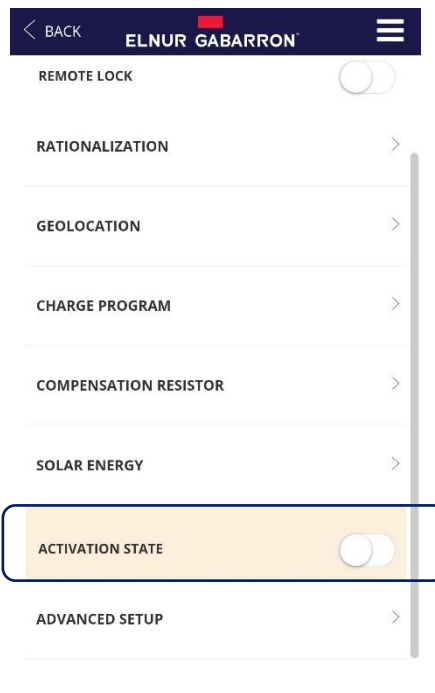 BACK
ELNUR GABARRON
REMOTE LOCK
RATIONALIZATION
GEOLOCATION
CHARGE PROGRAM
COMPENSATION RESISTOR
SOLAR ENERGY
ACTIVATION STATE
ADVANCED SETUP